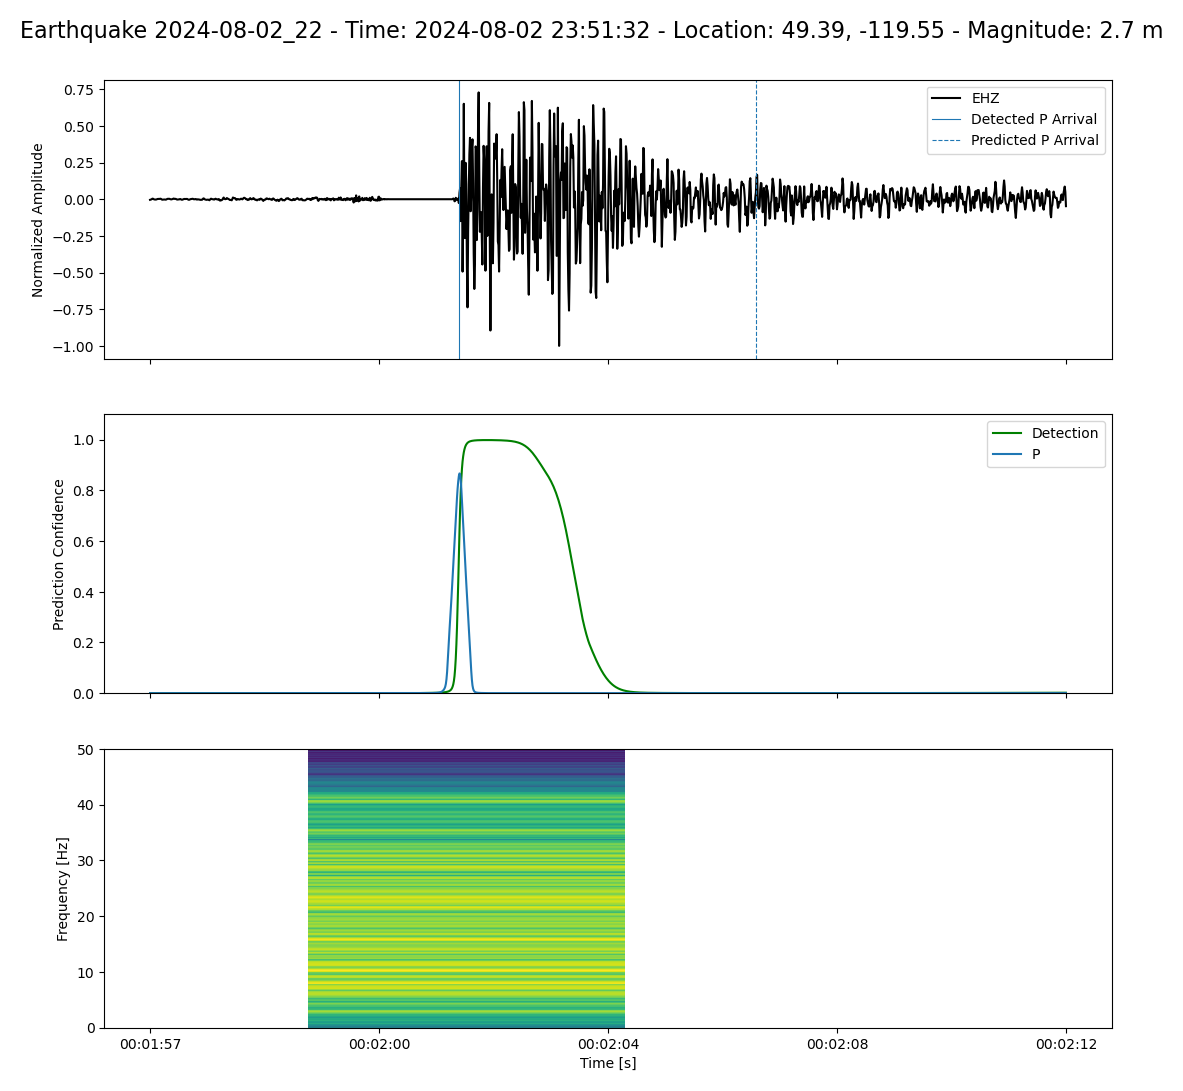 Earthquake 2024-08-02_22 - Time: 2024-08-02 23:51:32 - Location: 49.39, -119.55 - Magnitude: 2.7 m
Normalized Amplitude
0.75
0.50
0.25
0.00
−0.25
−0.50
−0.75
−1.00
EHZ
Detected P Arrival
Predicted P Arrival
Prediction Confidence
1.0
0.8
0.6
0.4
0.2
0.0
Detection
P
Frequency [Hz]
50
40
30
20
10
0
00:01:57
00:02:00
00:02:04
00:02:08
00:02:12
Time [s]